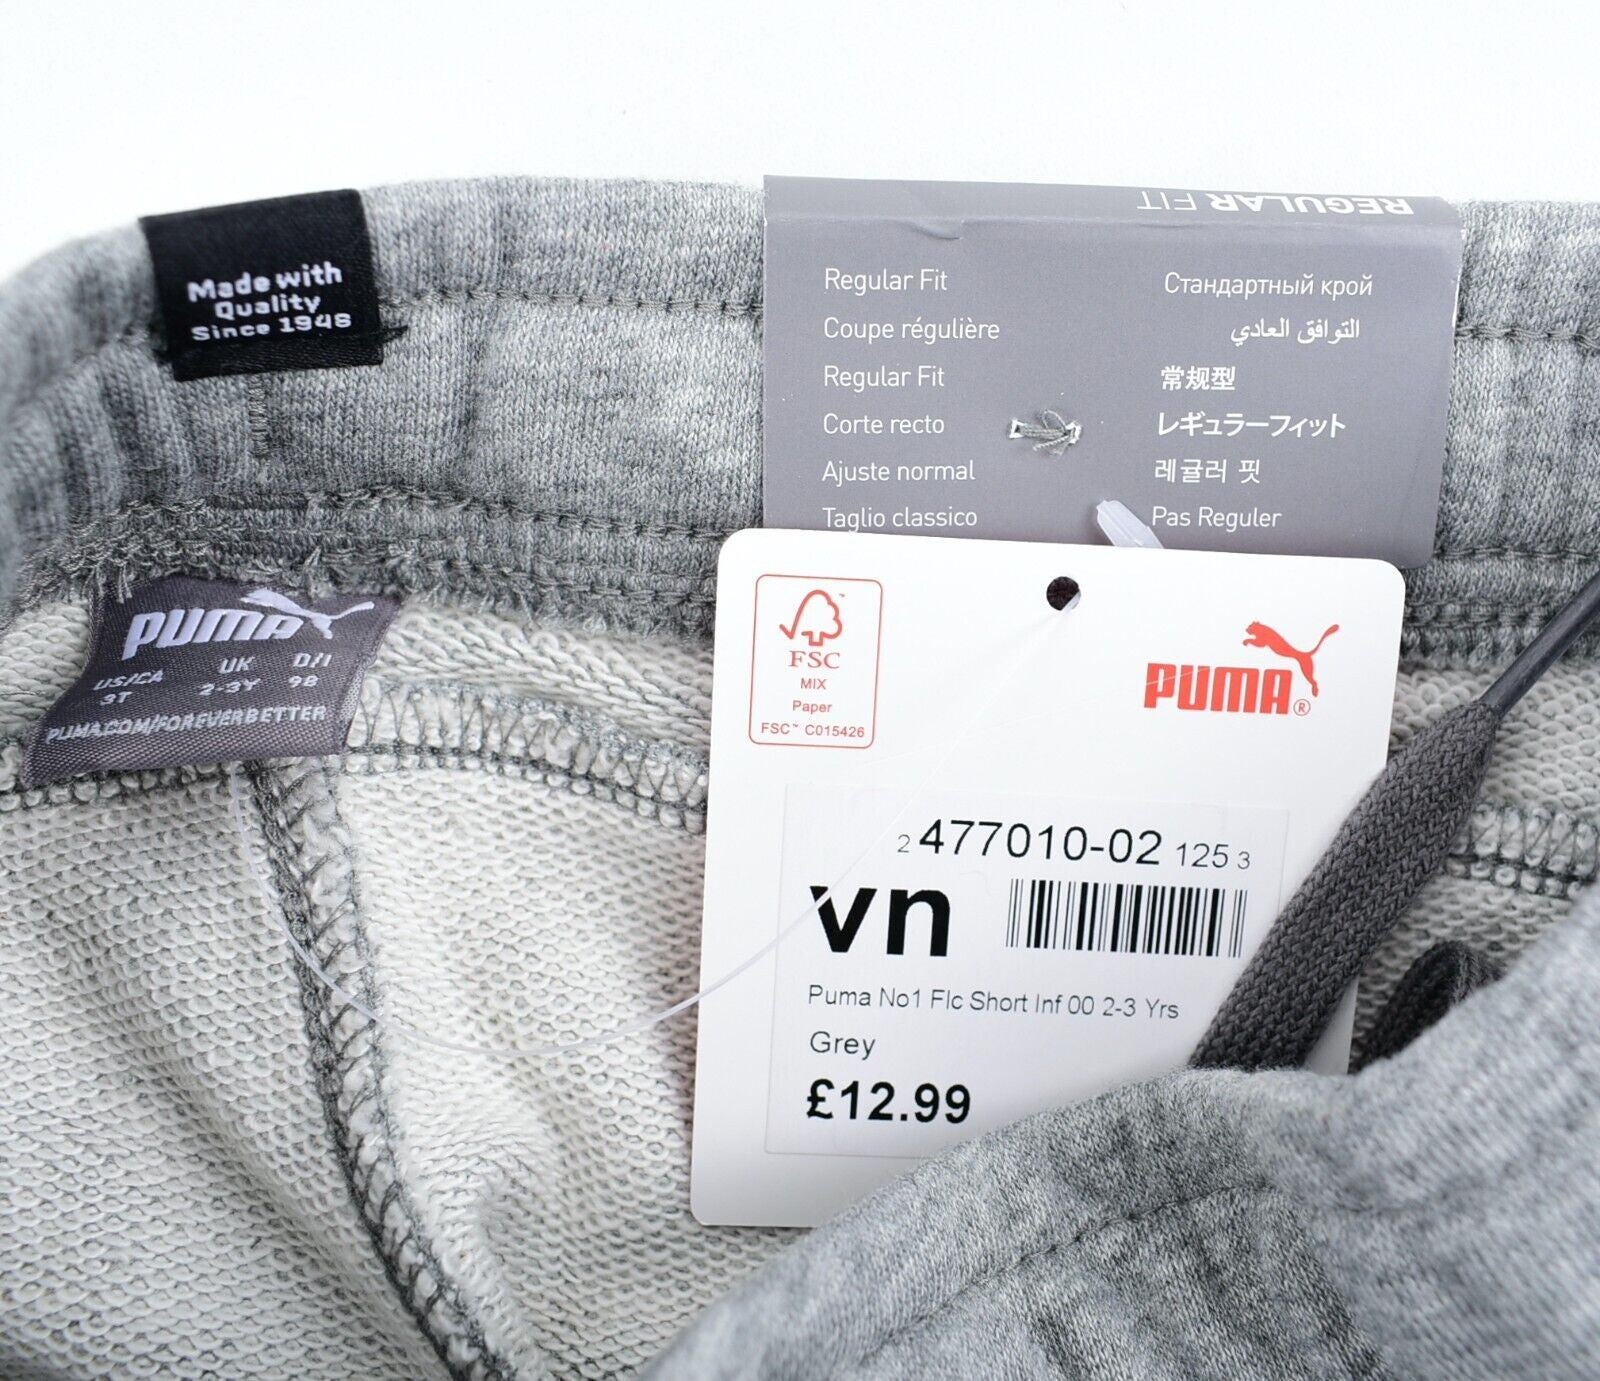 Made with
Quality
Since 1948
REGULAR FIT
Regular Fit
Coupe régulière
Regular Fit
Corte recto
Ajuste normal
Taglio classico
Стандартный крой
التوافق العادي
常规型
レギュラーフィット
레귤러 핏
Pas Reguler
PUMA
US/CA UK D/I
3T 2-3Y 98
PUMA.COM/FOREVERBETTER
FSC
MIX
Paper
FSC™ C015426
PUMA®
2 477010-02 125 3
vn
Puma No1 Flc Short Inf 00 2-3 Yrs
Grey
£12.99